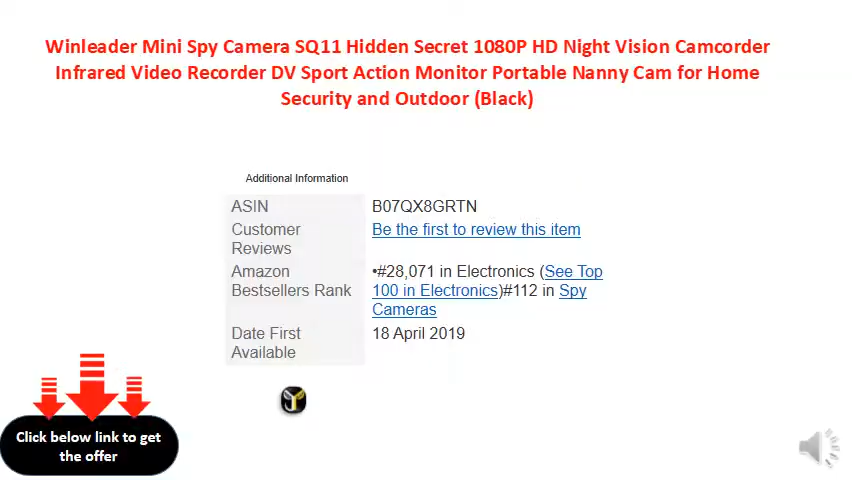 Winleader Mini Spy Camera SQ11 Hidden Secret 1080P HD Night Vision Camcorder
Infrared Video Recorder DV Sport Action Monitor Portable Nanny Cam for Home
Security and Outdoor (Black)
Additional Information
ASIN B07QX8GRTN
Customer Be the first to review this item
Reviews
Amazon •#28,071 in Electronics (See Top
Bestsellers Rank 100 in Electronics)#112 in Spy
Cameras
Date First 18 April 2019
Available
Click below link to get
the offer